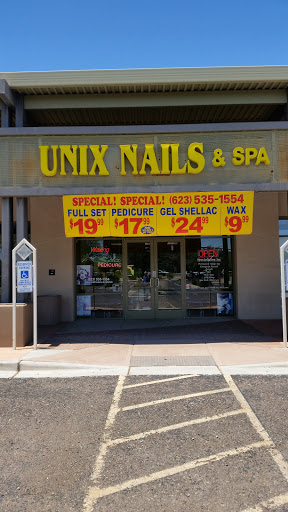 UNIX NAILS & SPA
SPECIAL! SPECIAL! (623) 535-1554
FULL SET PEDICURE GEL SHELLAC WAX
$19.99 $17.99 $24.99 $9.99
PEDICURE
OPEN